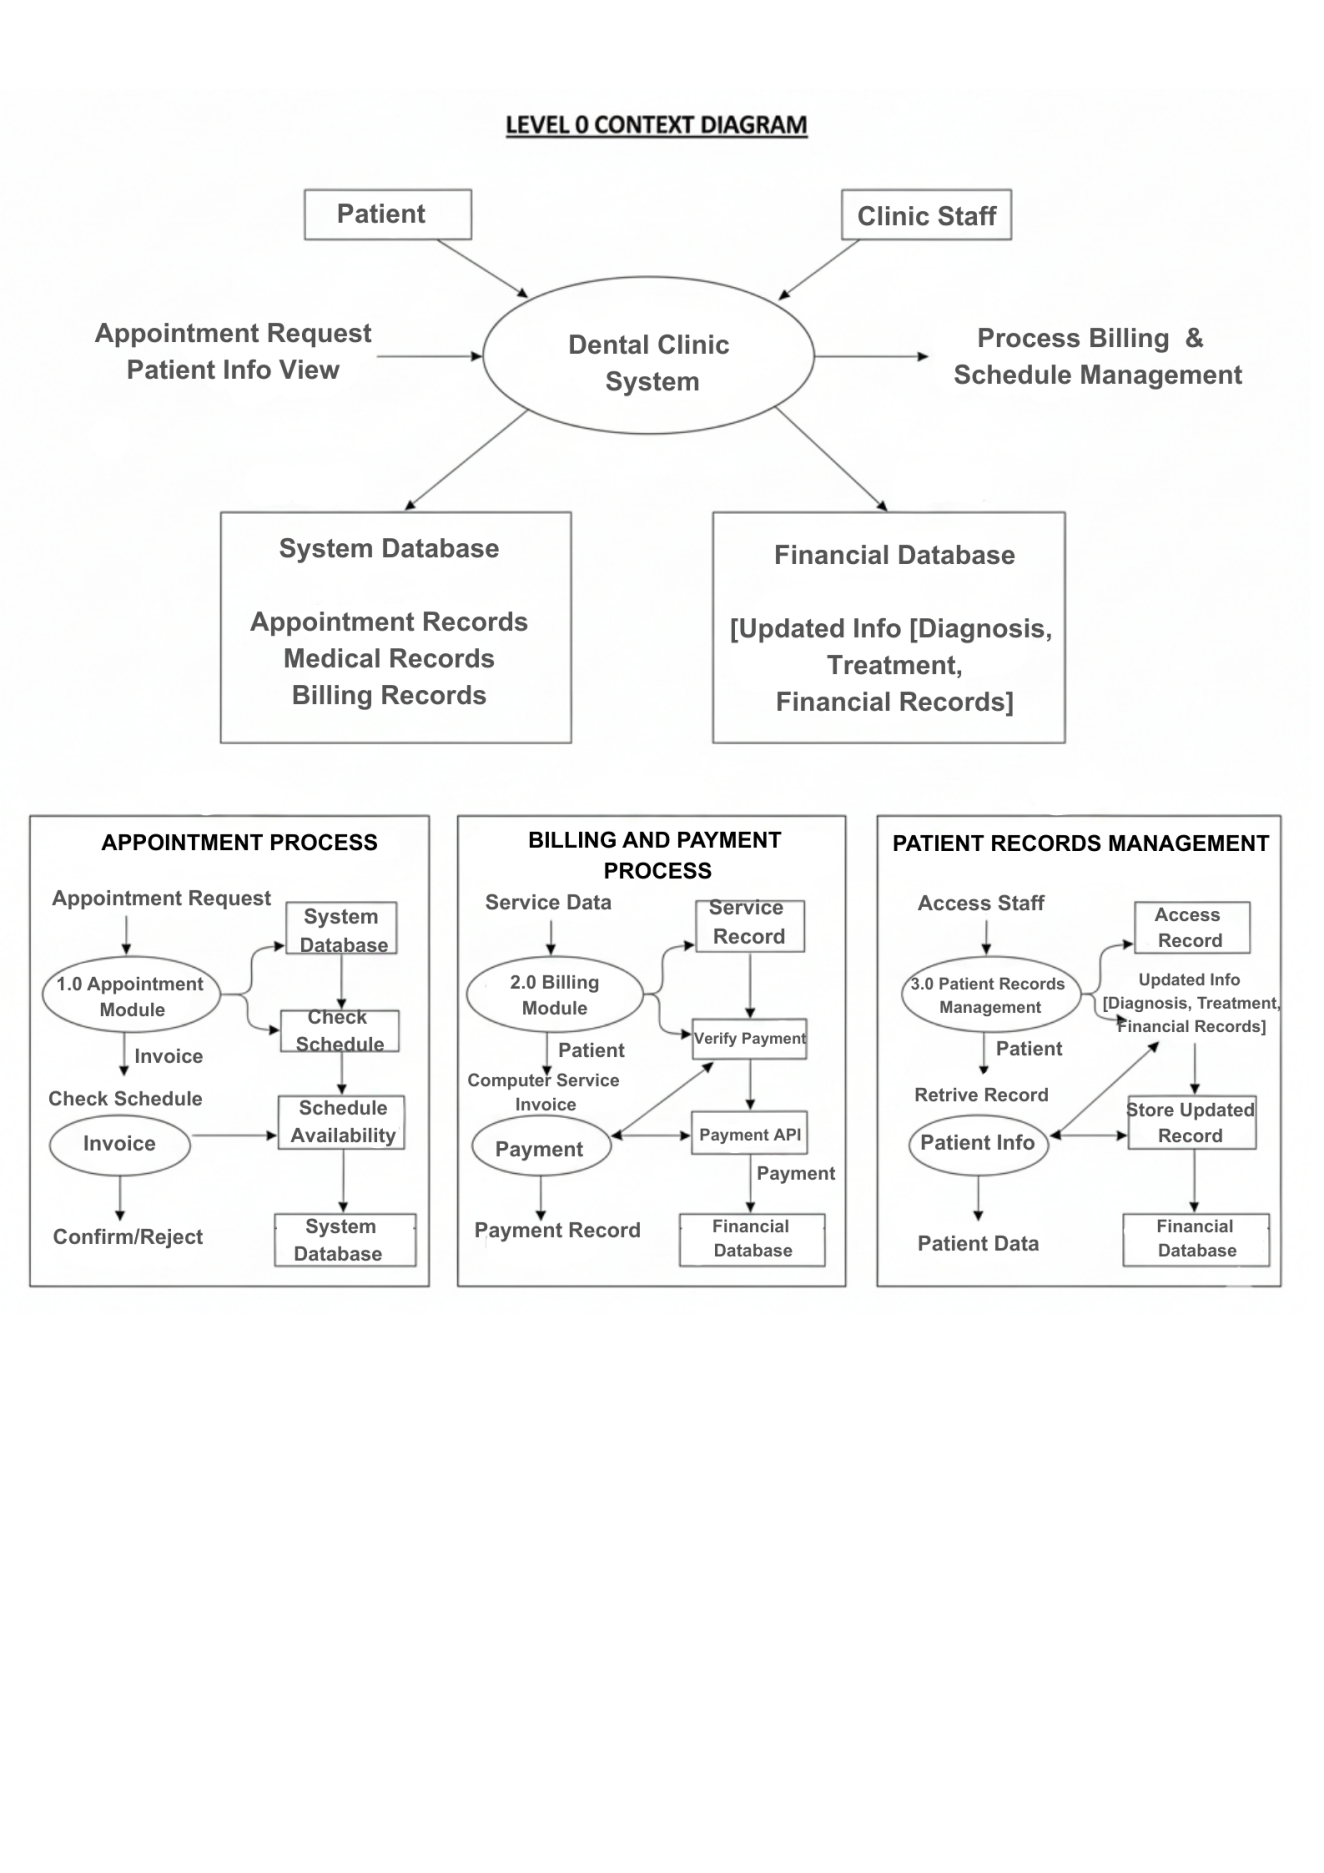 LEVEL 0 CONTEXT DIAGRAM
Patient
Clinic Staff
Appointment Request
Patient Info View
Dental Clinic
System
Process Billing &
Schedule Management
System Database
Appointment Records
Medical Records
Billing Records
Financial Database
[Updated Info [Diagnosis,
Treatment,
Financial Records]
APPOINTMENT PROCESS
Appointment Request
System
Database
1.0 Appointment
Module
Check
Schedule
Invoice
Check Schedule
Schedule
Availability
Invoice
Confirm/Reject
System
Database
BILLING AND PAYMENT
PROCESS
Service Data
Service
Record
2.0 Billing
Module
Verify Payment
Patient
Computer Service
Invoice
Payment API
Payment
Payment
Payment Record
Financial
Database
PATIENT RECORDS MANAGEMENT
Access Staff
Access
Record
3.0 Patient Records
Management
Updated Info
[Diagnosis, Treatment,
Financial Records]
Patient
Retrive Record
Store Updated
Record
Patient Info
Patient Data
Financial
Database